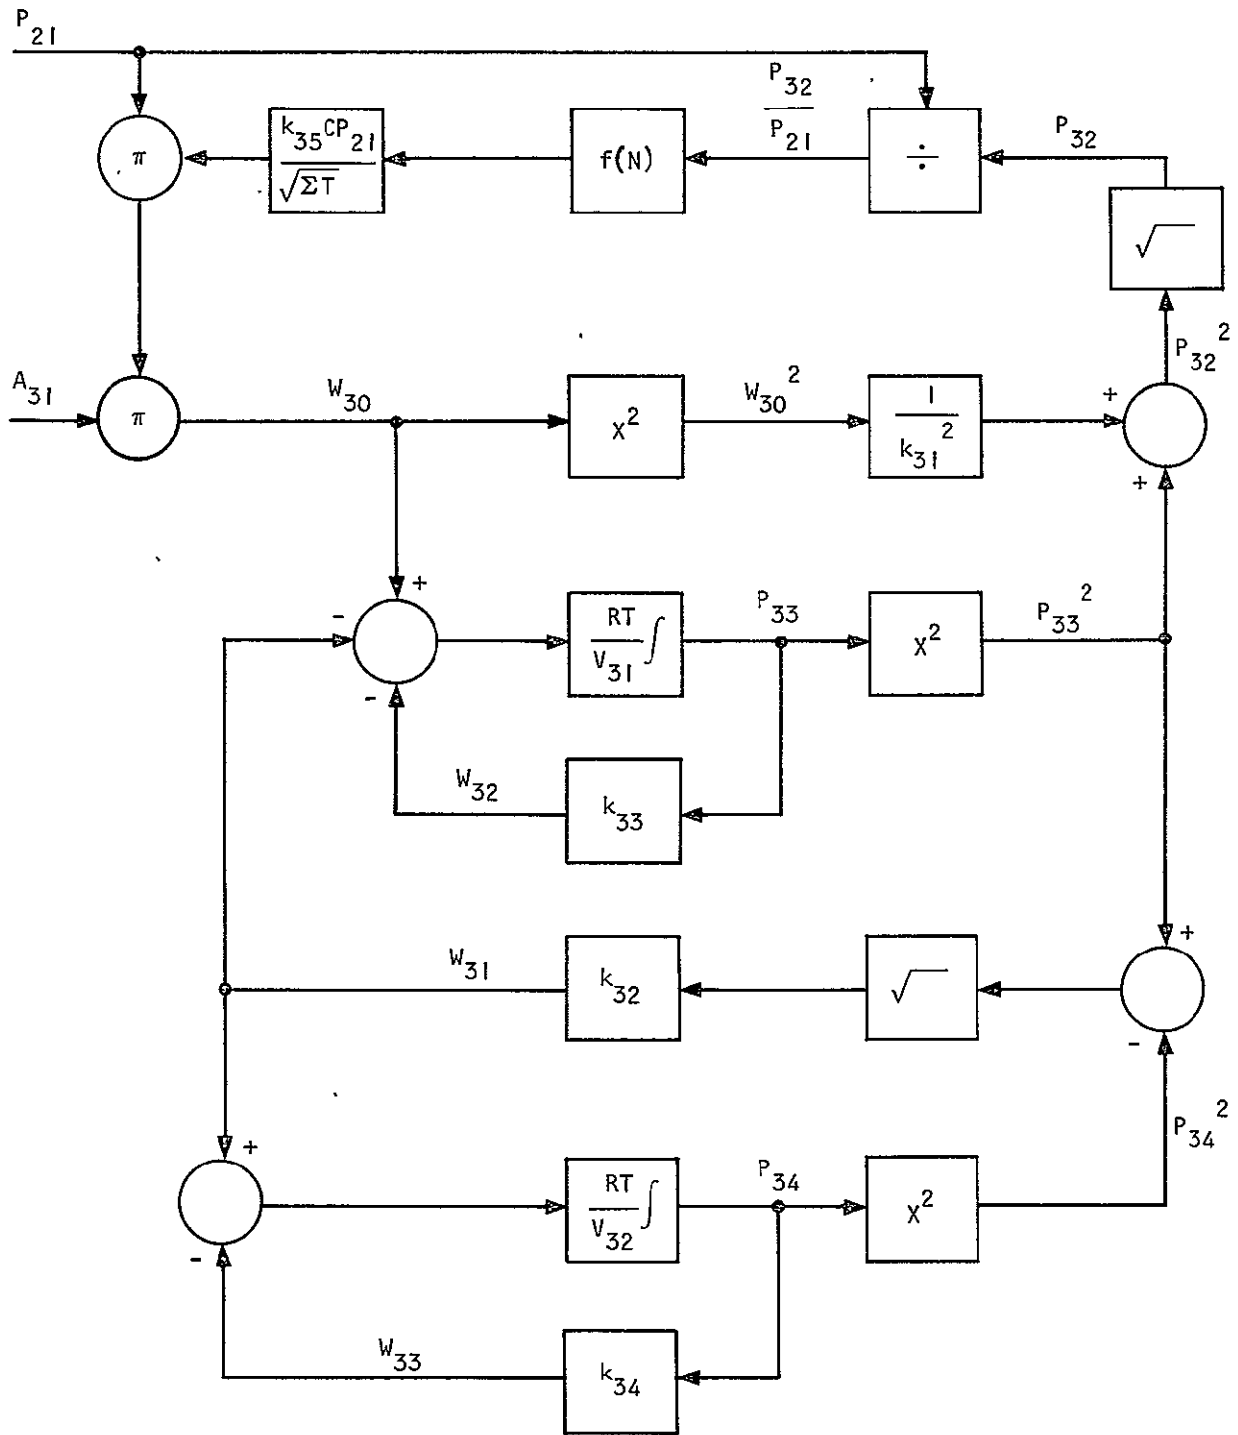 P₂₁
π
k₃₅CP₂₁
√ΣT
f(N)
P₃₂
P₂₁
÷
P₃₂
√
P₃₂²
A₃₁
π
W₃₀
X²
W₃₀²
1
k₃₁²
+
+
+
-
-
RT
V₃₁ ∫
P₃₃
X²
P₃₃²
W₃₂
k₃₃
W₃₁
k₃₂
√
+
-
P₃₄²
+
-
RT
V₃₂ ∫
P₃₄
X²
W₃₃
k₃₄